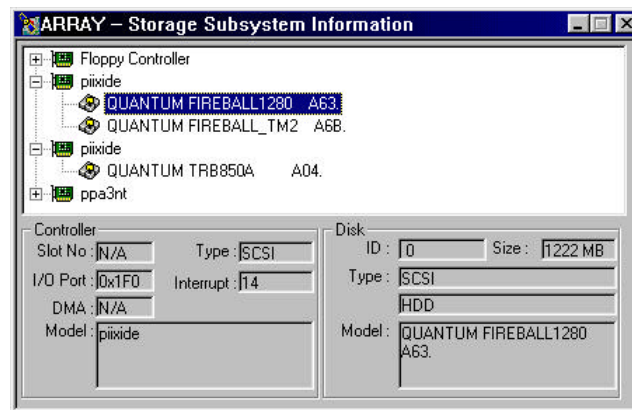 ARRAY – Storage Subsystem Information
Floppy Controller
piixide
QUANTUM FIREBALL1280 A63.
QUANTUM FIREBALL_TM2 A6B.
piixide
QUANTUM TRB850A A04.
ppa3nt
Controller
Slot No : N/A Type : SCSI
I/O Port : 0x1F0 Interrupt : 14
DMA : N/A
Model : piixide
Disk
ID : 0 Size : 1222 MB
Type : SCSI
HDD
Model : QUANTUM FIREBALL1280
A63.